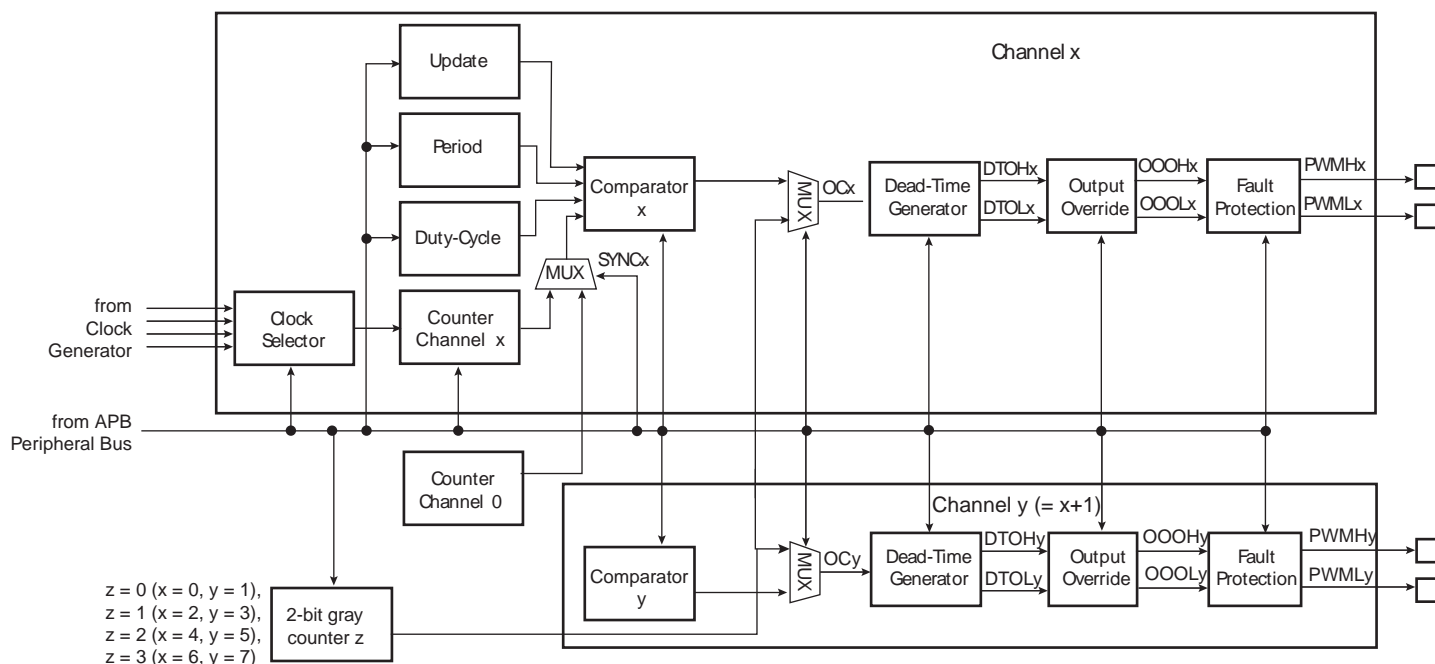 Channel x
Update
Period
Duty-Cycle
Comparator
x
MUX
SYNCx
MUX
OCx
Dead-Time
Generator
DTOHx
DTOLx
Output
Override
OOOHx
OOOLx
Fault
Protection
PWMHx
PWMLx
from
Clock
Generator
Clock
Selector
Counter
Channel x
from APB
Peripheral Bus
Counter
Channel 0
Channel y (= x+1)
Comparator
y
MUX
OCy
Dead-Time
Generator
DTOHy
DTOLy
Output
Override
OOOHy
OOOLy
Fault
Protection
PWMHy
PWMLy
z = 0 (x = 0, y = 1),
z = 1 (x = 2, y = 3),
z = 2 (x = 4, y = 5),
z = 3 (x = 6, y = 7)
2-bit gray
counter z